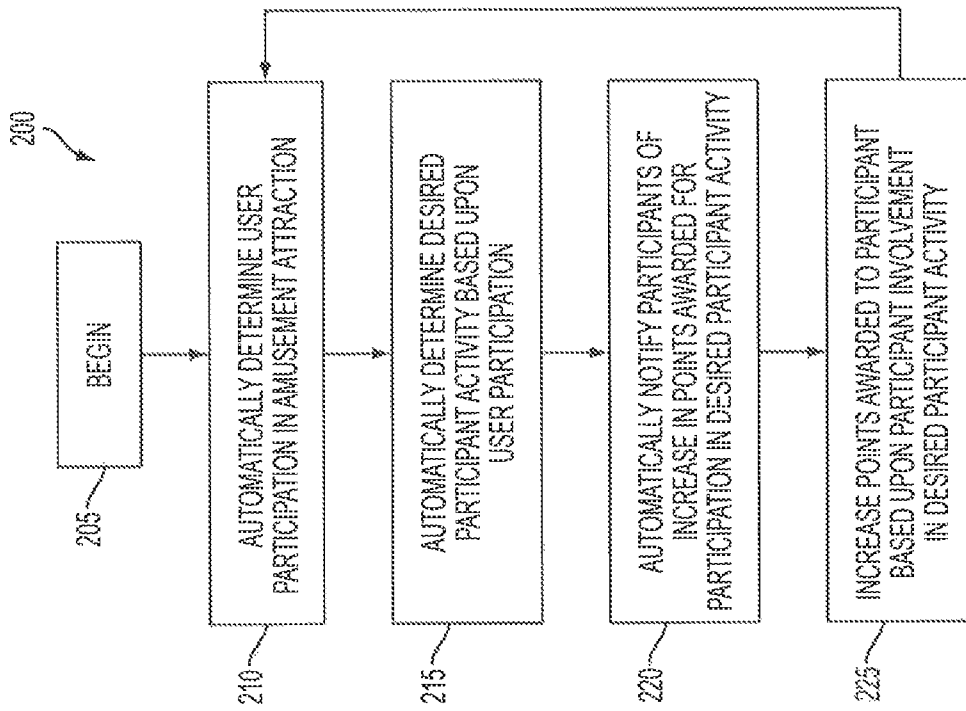 200
BEGIN
205
AUTOMATICALLY DETERMINE USER
PARTICIPATION IN AMUSEMENT ATTRACTION
210
AUTOMATICALLY DETERMINE DESIRED
PARTICIPANT ACTIVITY BASED UPON
USER PARTICIPATION
215
AUTOMATICALLY NOTIFY PARTICIPANTS OF
INCREASE IN POINTS AWARDED FOR
PARTICIPATION IN DESIRED PARTICIPANT ACTIVITY
220
INCREASE POINTS AWARDED TO PARTICIPANT
BASED UPON PARTICIPANT INVOLVEMENT
IN DESIRED PARTICIPANT ACTIVITY
225